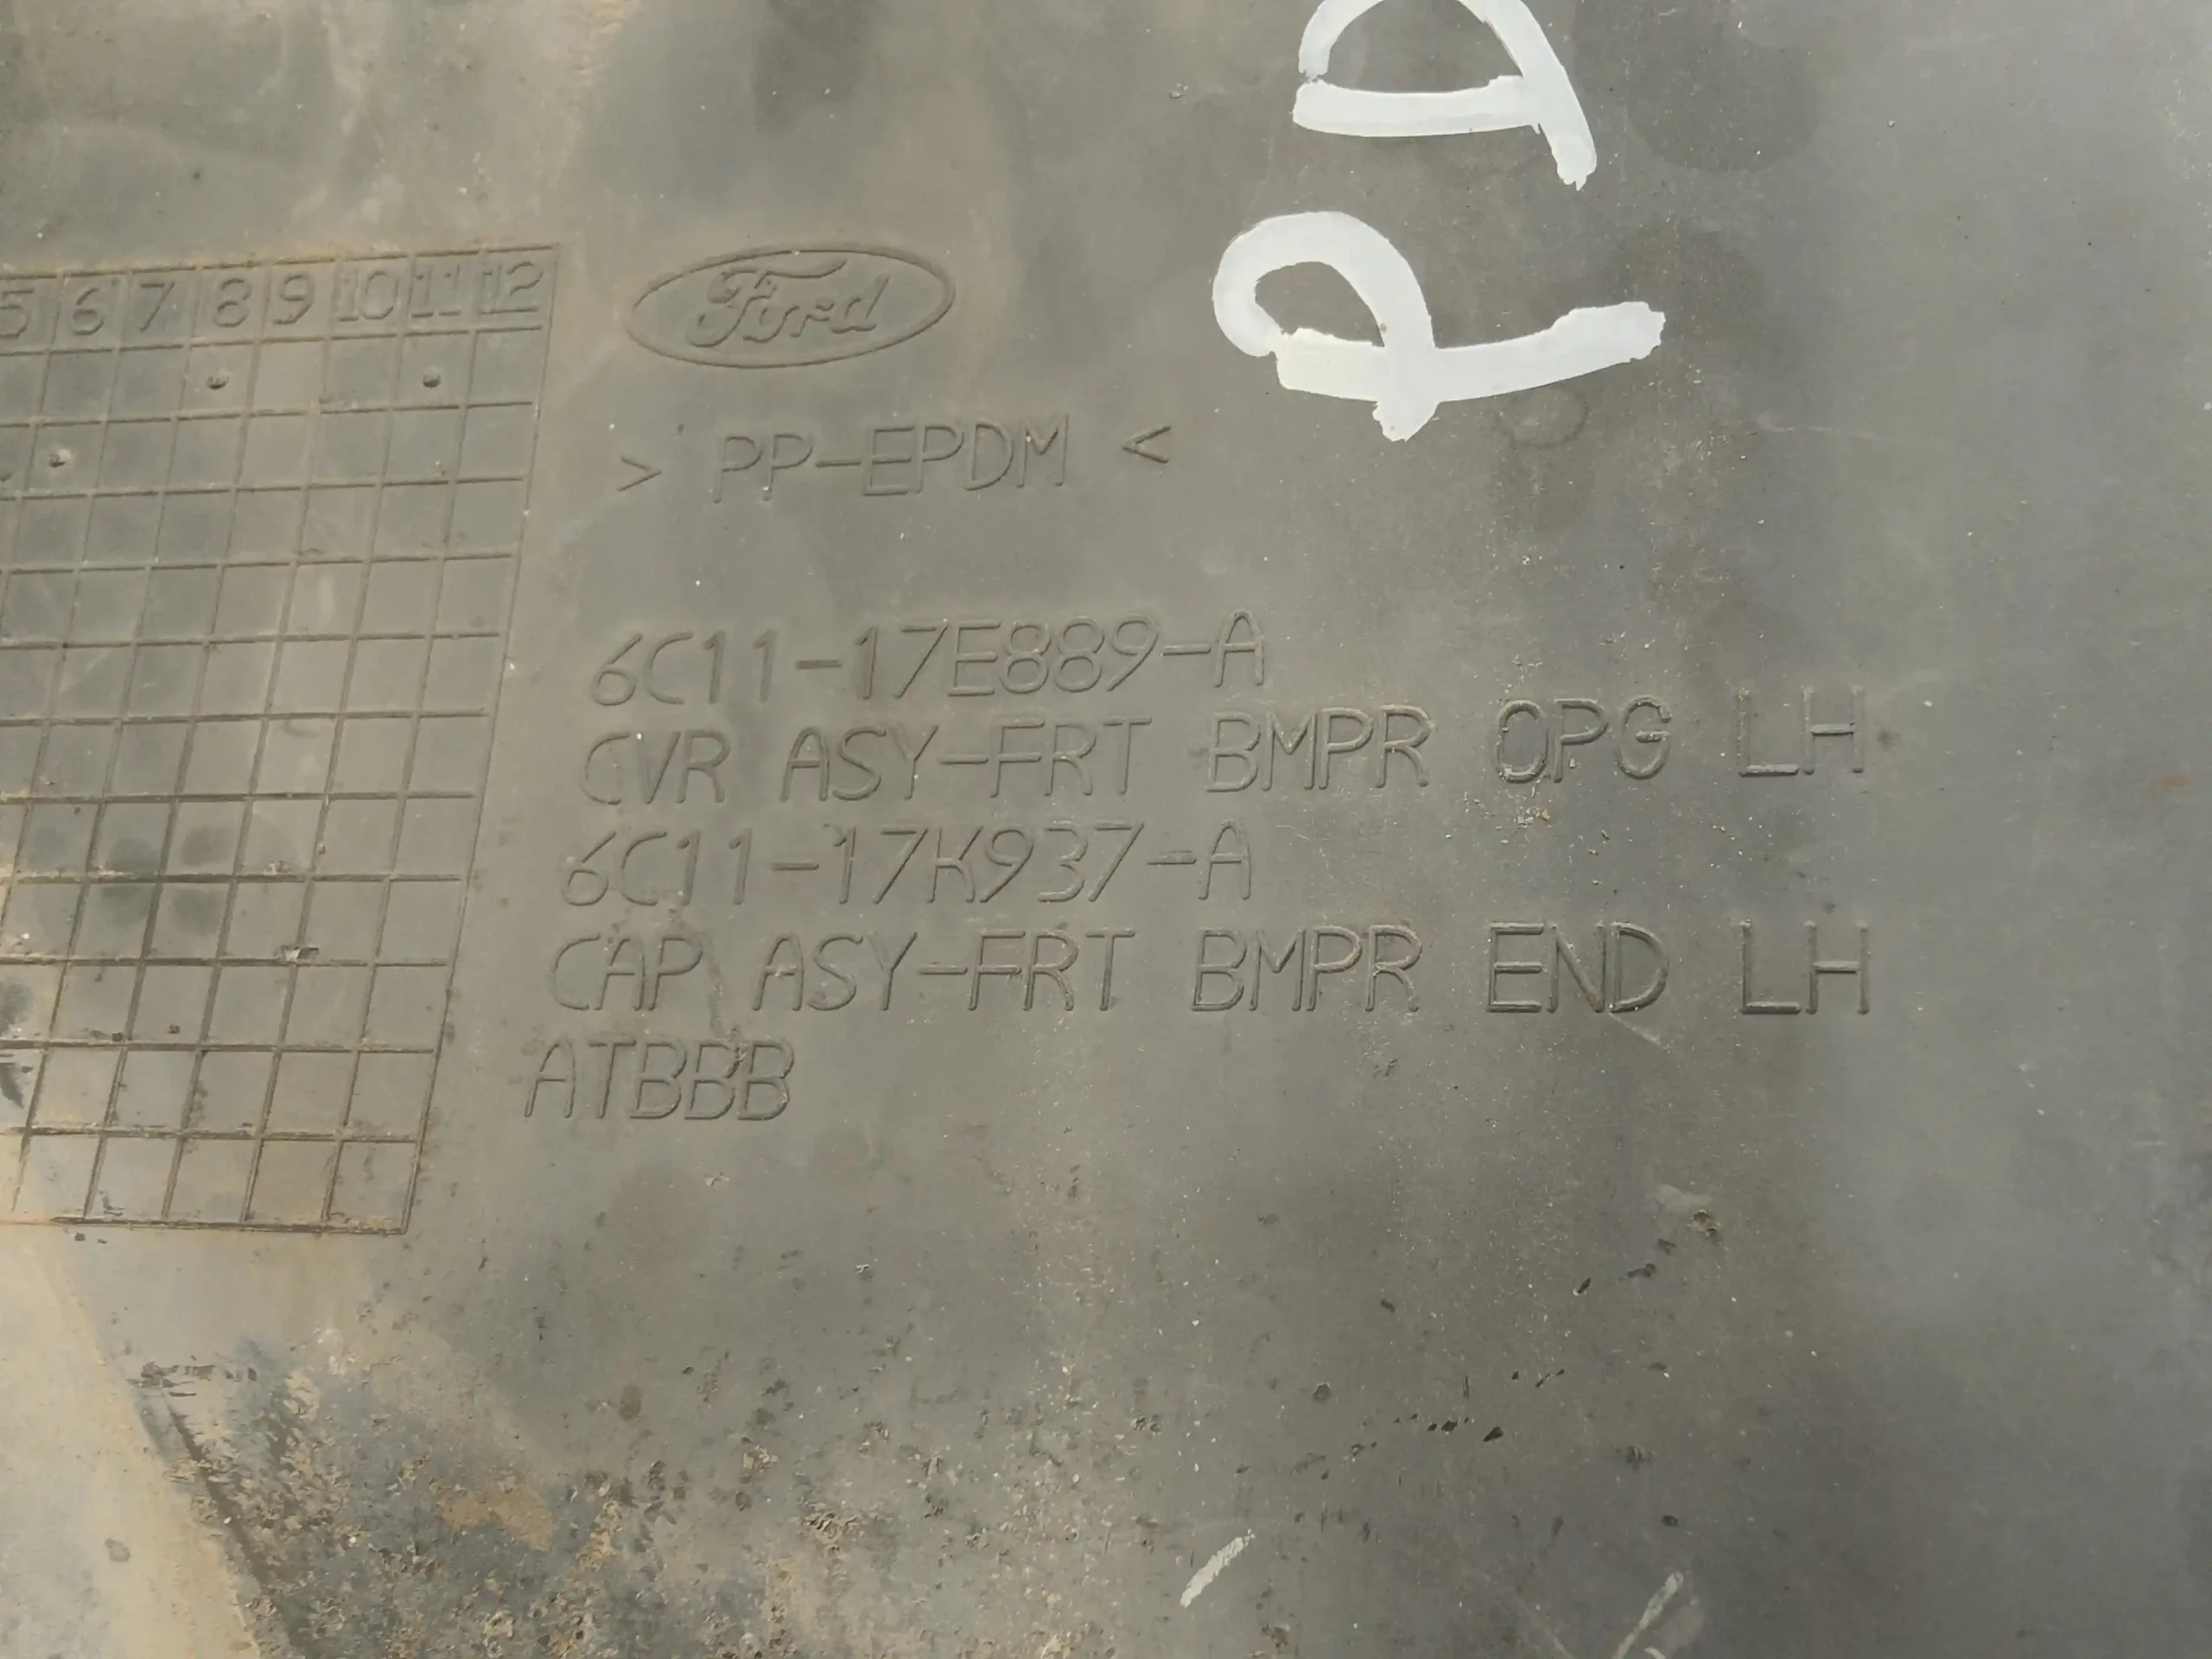 5 6 7 8 9 10 11 12
Ford
> PP-EPDM <
6C11-17E889-A
CVR ASY-FRT BMPR OPG LH
6C11-17K937-A
CAP ASY-FRT BMPR END LH
ATBBB